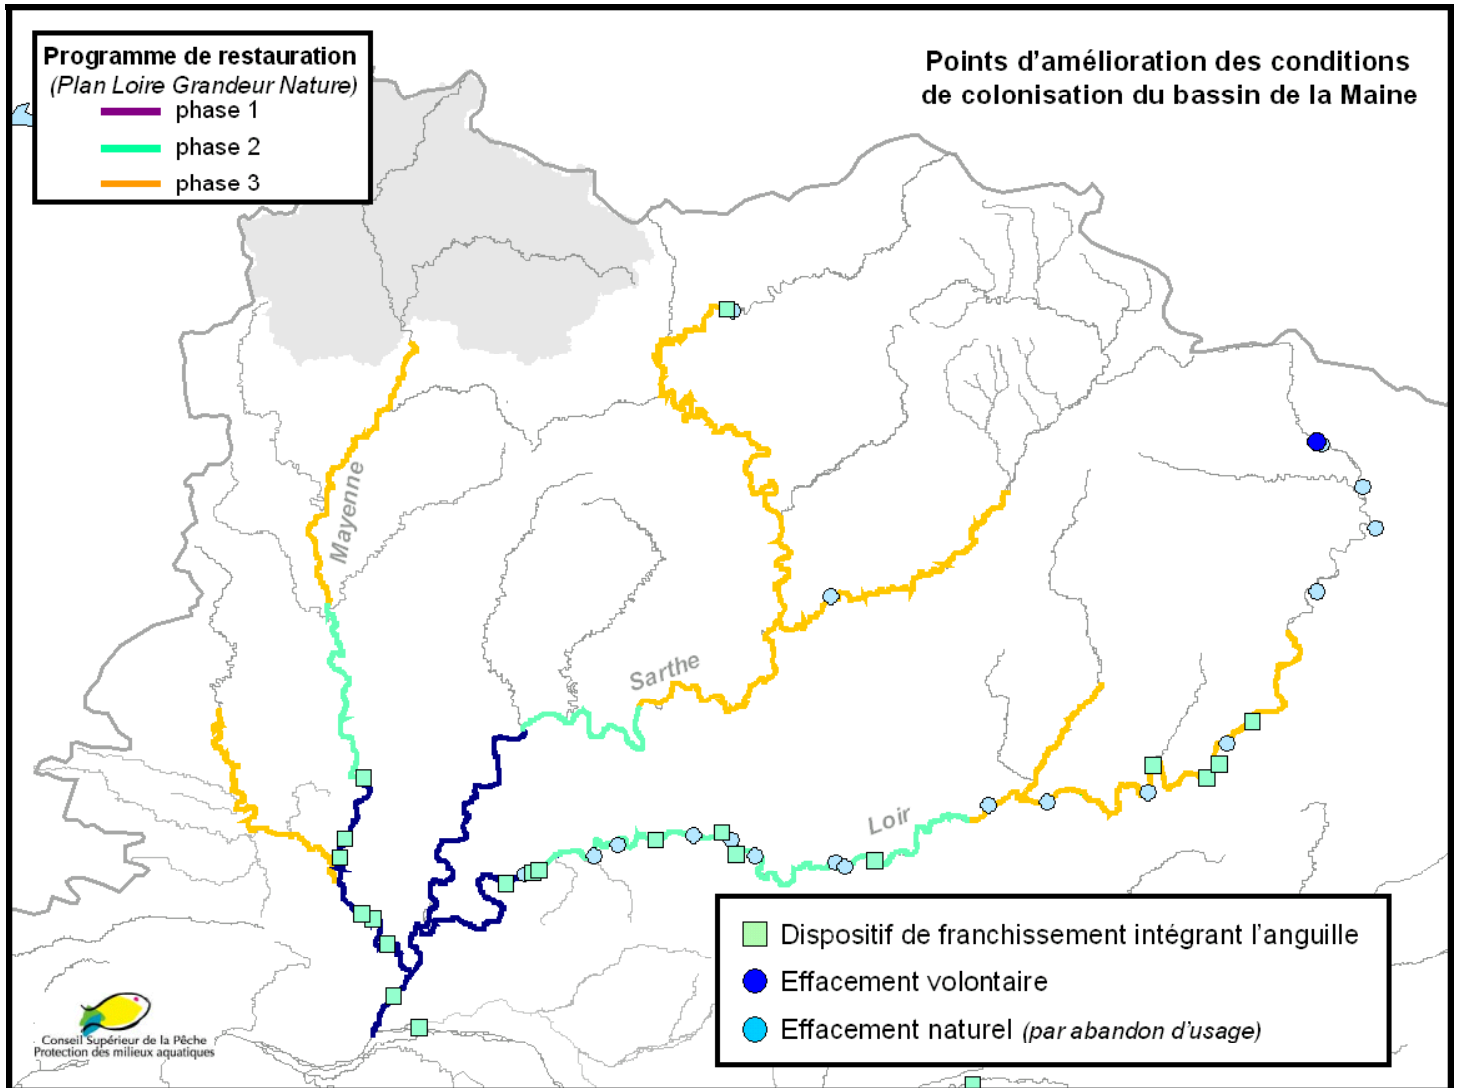 Programme de restauration
(Plan Loire Grandeur Nature)
phase 1
phase 2
phase 3
Points d'amélioration des conditions
de colonisation du bassin de la Maine
Mayenne
Sarthe
Loir
Dispositif de franchissement intégrant l'anguille
Effacement volontaire
Effacement naturel (par abandon d'usage)
Conseil Supérieur de la Pêche
Protection des milieux aquatiques